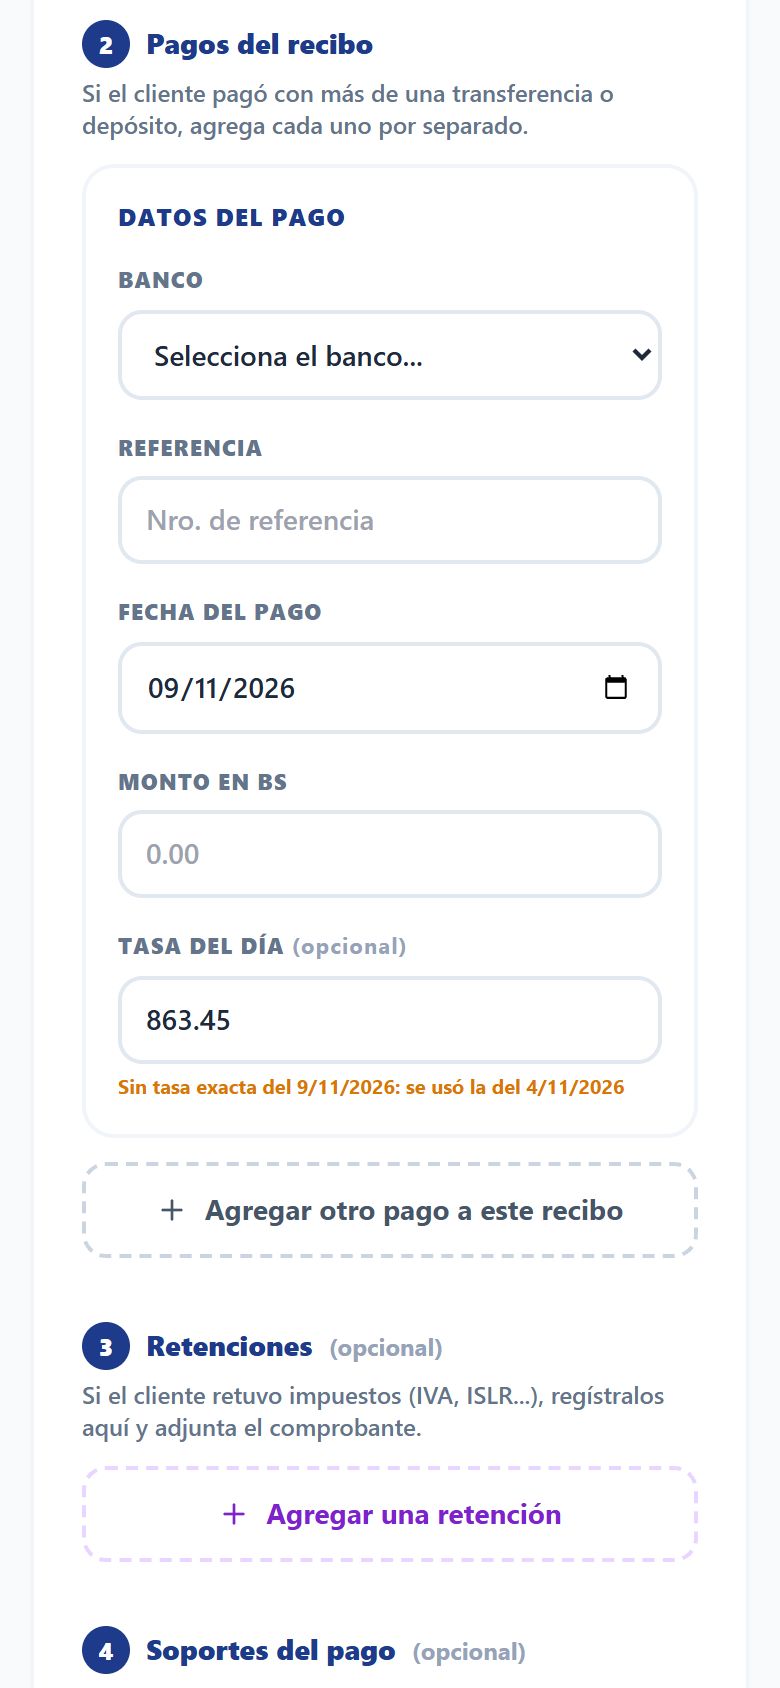 2 Pagos del recibo
Si el cliente pagó con más de una transferencia o
depósito, agrega cada uno por separado.
DATOS DEL PAGO
BANCO
Selecciona el banco...
REFERENCIA
Nro. de referencia
FECHA DEL PAGO
09/11/2026
MONTO EN BS
0.00
TASA DEL DÍA (opcional)
863.45
Sin tasa exacta del 9/11/2026: se usó la del 4/11/2026
+ Agregar otro pago a este recibo
3 Retenciones (opcional)
Si el cliente retuvo impuestos (IVA, ISLR...), regístralos
aquí y adjunta el comprobante.
+ Agregar una retención
4 Soportes del pago (opcional)